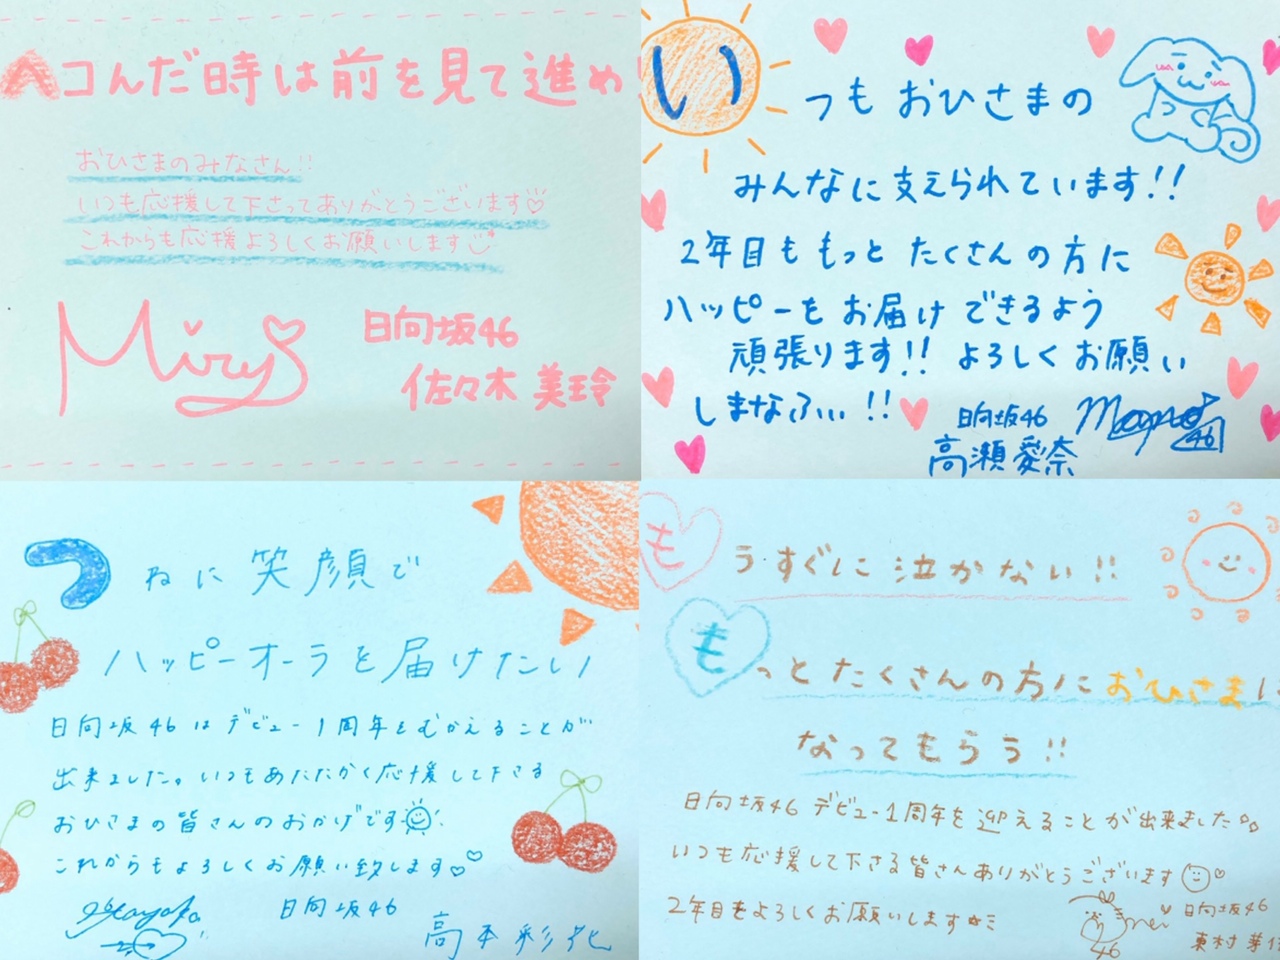 へコんだ時は前を見て進め
おひさまのみなさん!!
いつも応援して下さってありがとうございます♡
これからも応援よろしくお願いします
Miry
日向坂46
佐々木 美玲
いつも おひさまの
みんなに支えられています!!
2年目ももっと たくさんの方に
ハッピーを お届け できるよう
頑張ります!! よろしく お願い
しまなふぃ!!
日向坂46
46
高瀬愛奈
つねに 笑顔で
ハッピーオーラを届けたい
日向坂46はデビュー1周年をむかえることが
出来ました。いつもあたたかく応援して下さる
おひさまの皆さんのおかげです
これからもよろしくお願い致します♡♡
日向坂46
高本彩花
もうすぐに泣かない!!
もっとたくさんの方におひさまに
なってもらう!!
日向坂46デビュー1周年を迎えることが出来ました
いつも応援して下さる皆さんありがとうございます
2年目もよろしくお願いします
46
日向坂46
東村 芽依